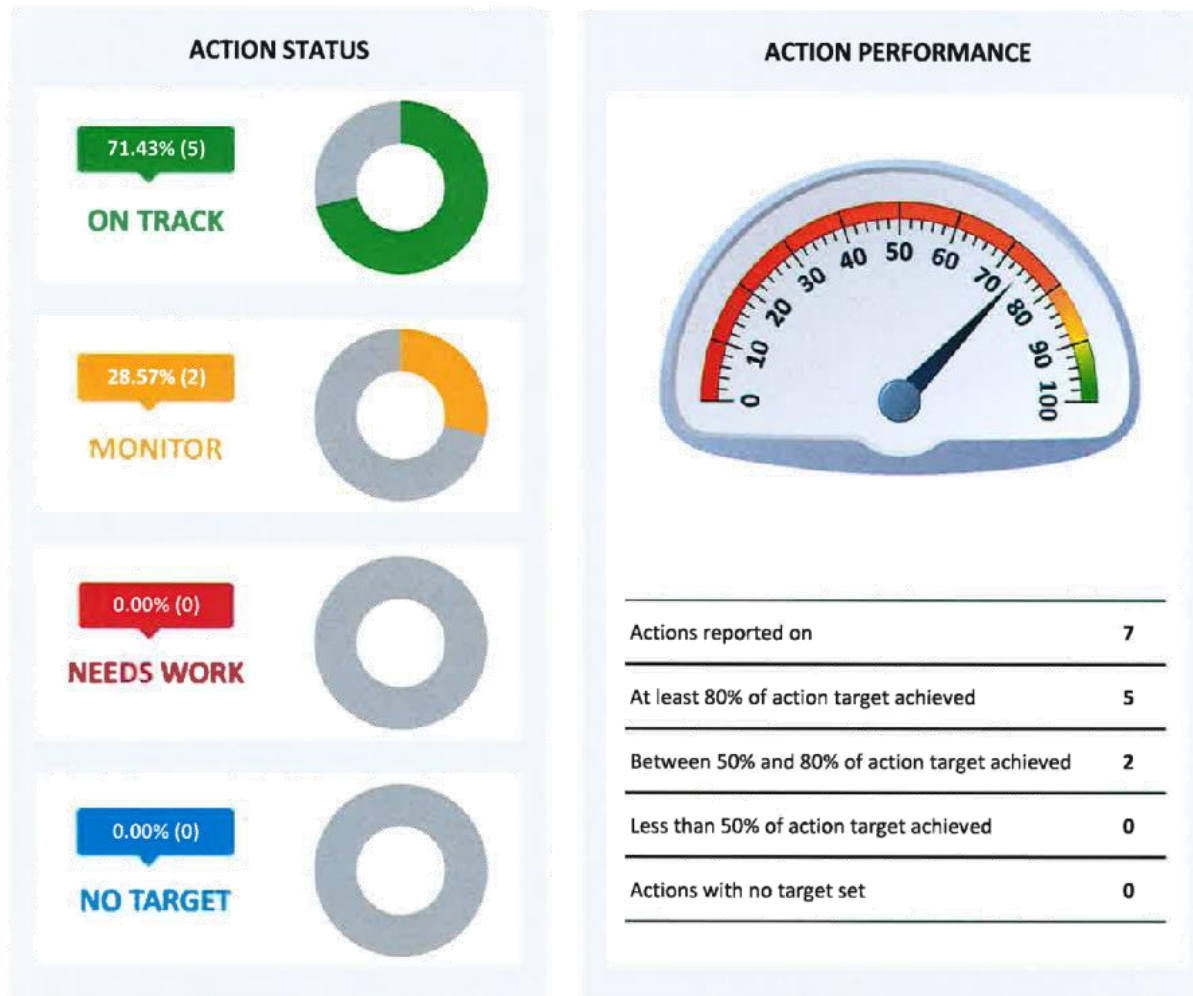 ACTION STATUS
71.43% (5)
ON TRACK
28.57% (2)
MONITOR
0.00% (0)
NEEDS WORK
0.00% (0)
NO TARGET
ACTION PERFORMANCE
0
10
20
30
40
50
60
70
80
90
100
Actions reported on 7
At least 80% of action target achieved 5
Between 50% and 80% of action target achieved 2
Less than 50% of action target achieved 0
Actions with no target set 0